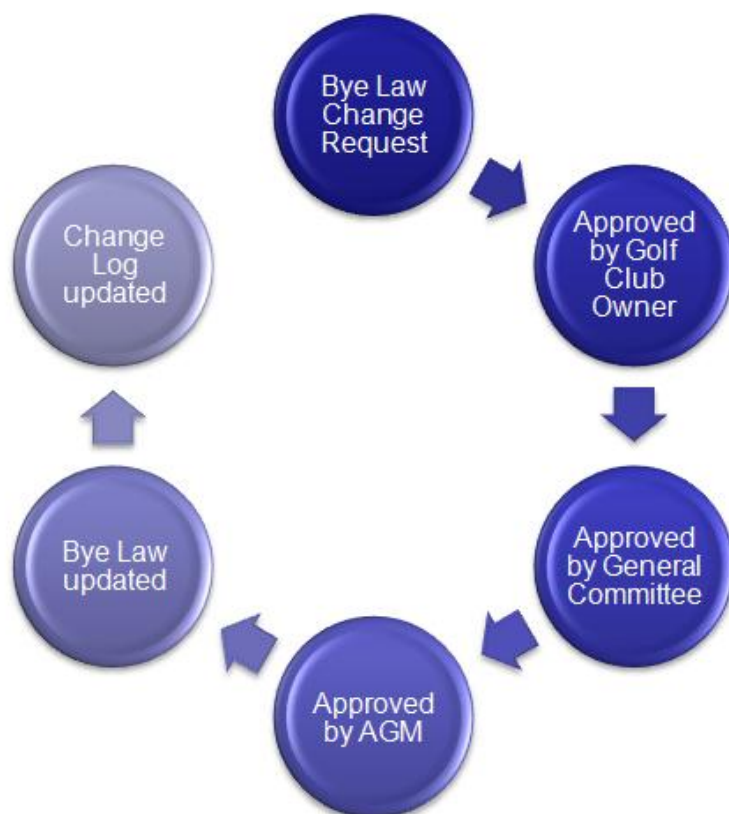 Bye Law
Change
Request
Approved
by Golf
Club
Owner
Approved
by General
Committee
Approved
by AGM
Bye Law
updated
Change
Log
updated